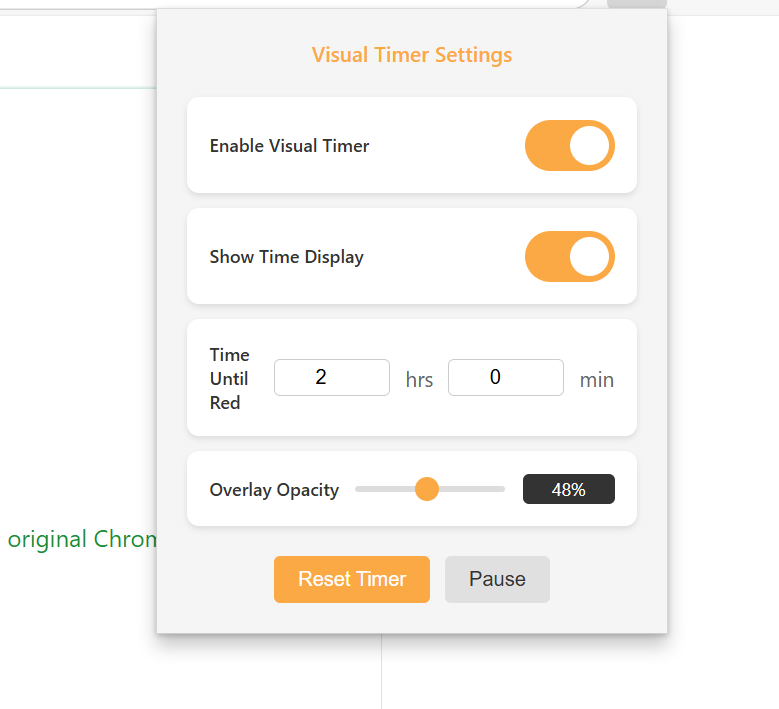 Visual Timer Settings
Enable Visual Timer
Show Time Display
Time
Until
Red
2 hrs 0 min
Overlay Opacity 48%
original Chrom
Reset Timer Pause